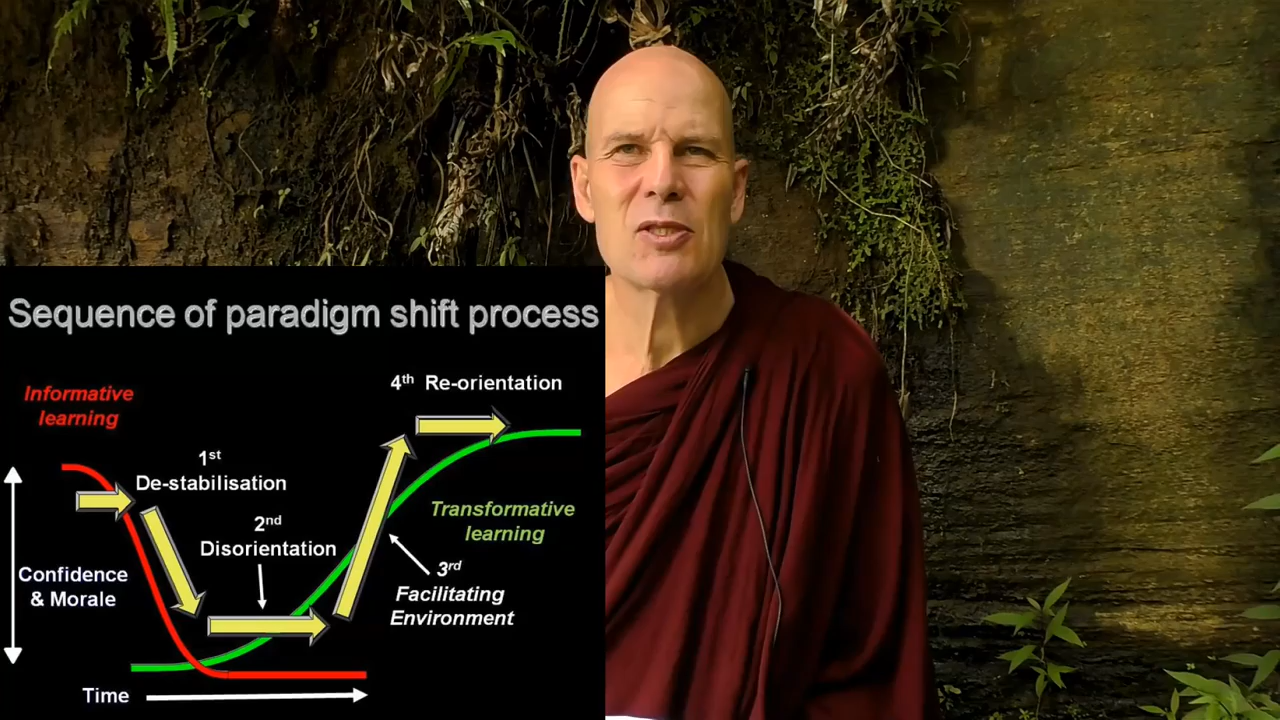 Sequence of paradigm shift process
Informative
learning
4th Re-orientation
1st
De-stabilisation
2nd
Disorientation
Transformative
learning
3rd
Facilitating
Environment
Confidence
& Morale
Time